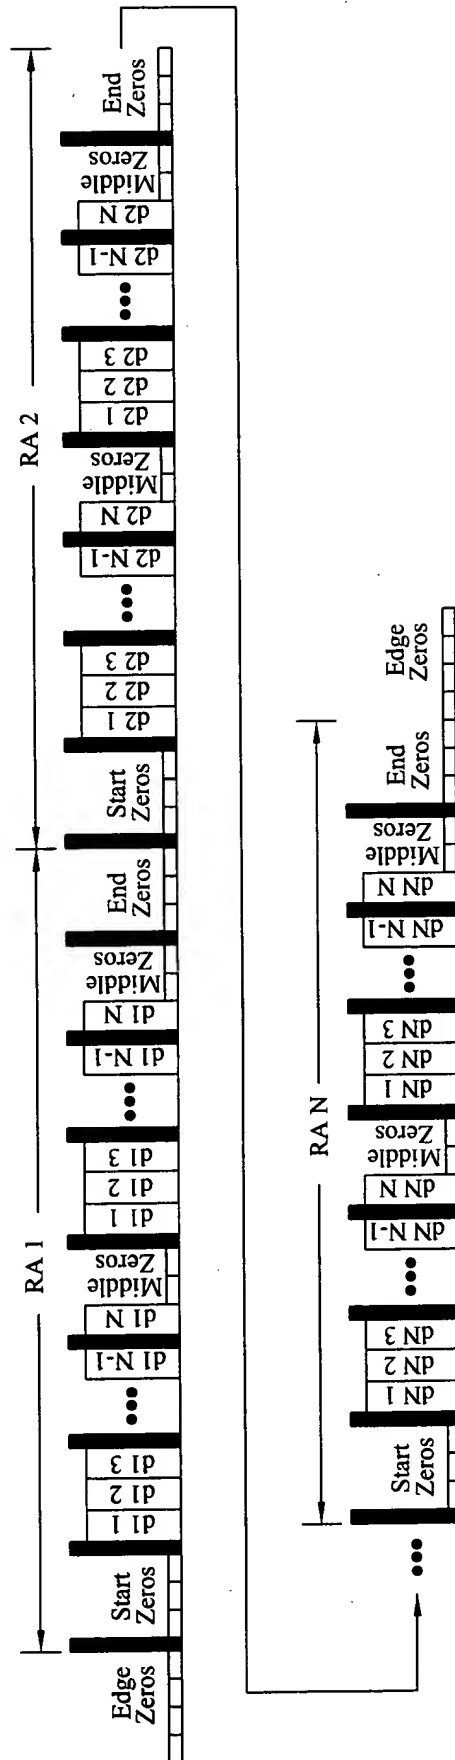 RA 1
RA 2
Edge
Zeros
Start
Zeros
d1 1
d1 2
d1 3
•••
d1 N-1
d1 N
Middle
Zeros
d1 1
d1 2
d1 3
•••
d1 N-1
d1 N
Middle
Zeros
End
Zeros
Start
Zeros
d2 1
d2 2
d2 3
•••
d2 N-1
d2 N
Middle
Zeros
d2 1
d2 2
d2 3
•••
d2 N-1
d2 N
Middle
Zeros
End
Zeros
RA N
•••
Start
Zeros
dN 1
dN 2
dN 3
•••
dN N-1
dN N
Middle
Zeros
dN 1
dN 2
dN 3
•••
dN N-1
dN N
Middle
Zeros
End
Zeros
Edge
Zeros